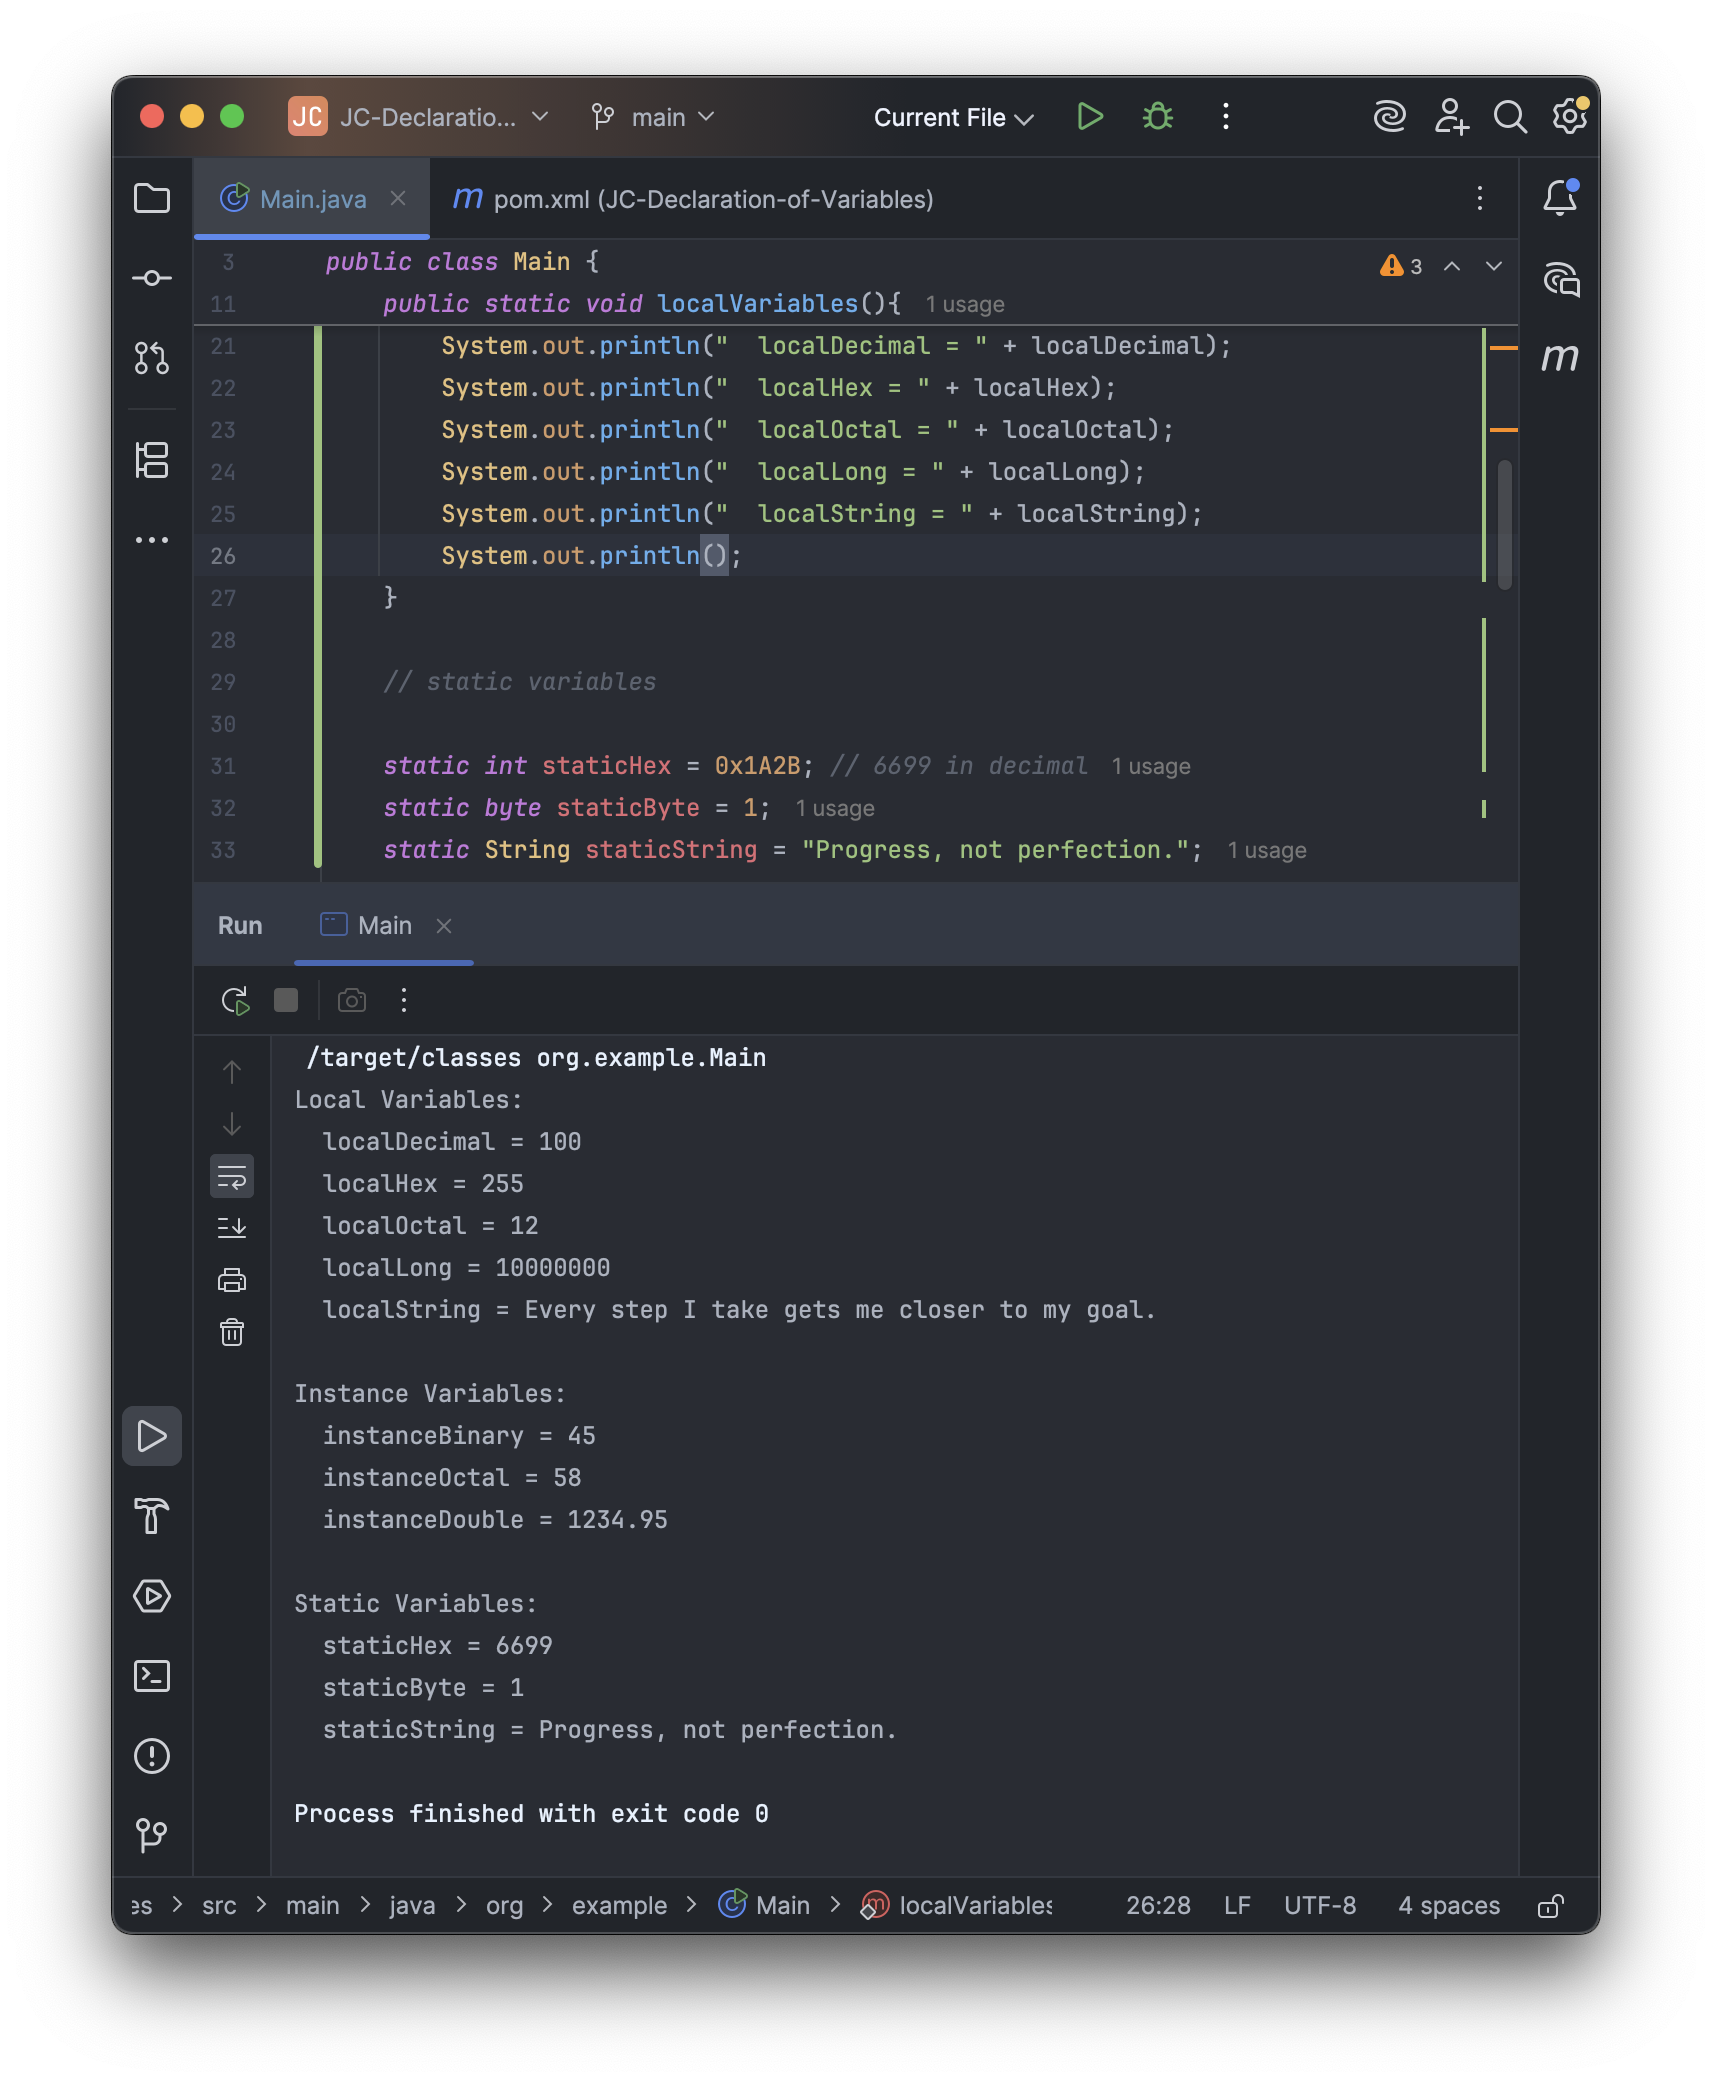 JC JC-Declaratio... main Current File
Main.java pom.xml (JC-Declaration-of-Variables)
3 public class Main { 3
11 public static void localVariables(){ 1 usage
21 System.out.println("  localDecimal = " + localDecimal);
22 System.out.println("  localHex = " + localHex);
23 System.out.println("  localOctal = " + localOctal);
24 System.out.println("  localLong = " + localLong);
25 System.out.println("  localString = " + localString);
26 System.out.println();
27 }
28
29 // static variables
30
31 static int staticHex = 0x1A2B; // 6699 in decimal 1 usage
32 static byte staticByte = 1; 1 usage
33 static String staticString = "Progress, not perfection."; 1 usage
Run Main
/target/classes org.example.Main
Local Variables:
localDecimal = 100
localHex = 255
localOctal = 12
localLong = 10000000
localString = Every step I take gets me closer to my goal.
Instance Variables:
instanceBinary = 45
instanceOctal = 58
instanceDouble = 1234.95
Static Variables:
staticHex = 6699
staticByte = 1
staticString = Progress, not perfection.
Process finished with exit code 0
es > src > main > java > org > example > Main > localVariables 26:28 LF UTF-8 4 spaces